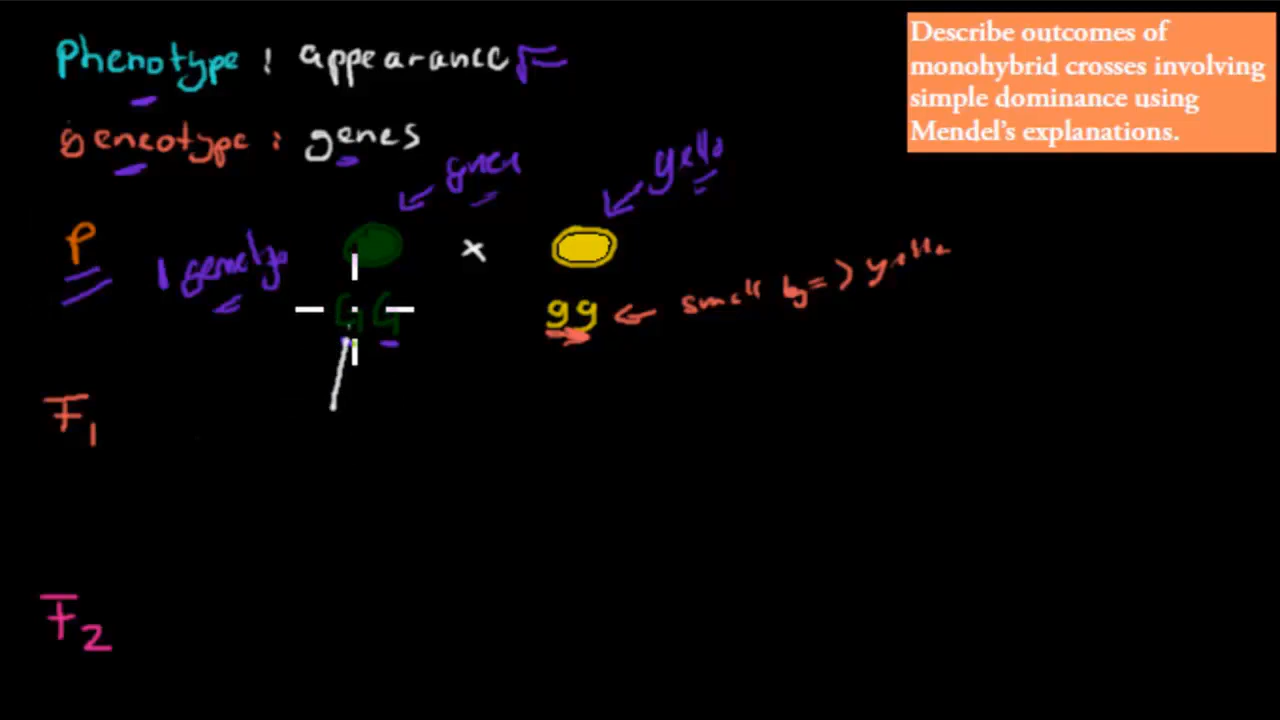 Phenotype : appearance
Describe outcomes of
monohybrid crosses involving
simple dominance using
Mendel's explanations.
geneotype : genes
green
yello
P
1
x
GG
gg
small
yello
F1
F2